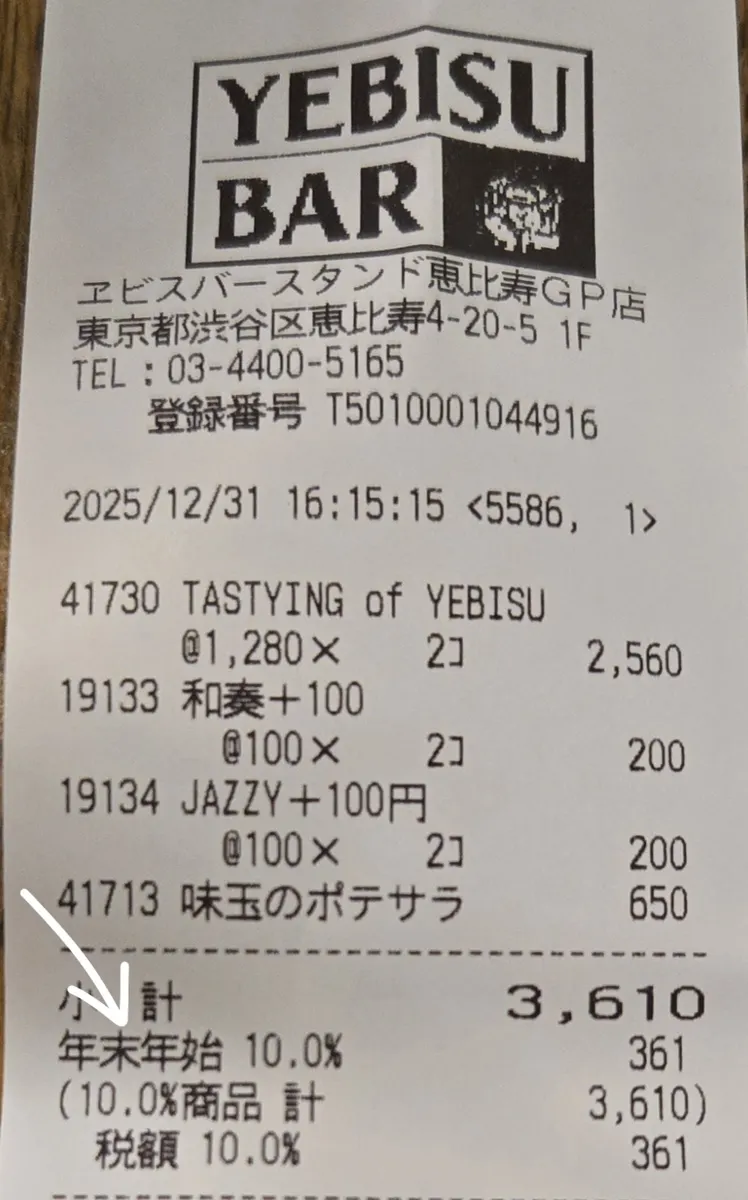 YEBISU
BAR
ヱビスバースタンド恵比寿GP店
東京都渋谷区恵比寿4-20-5 1F
TEL：03-4400-5165
登録番号 T5010001044916
2025/12/31 16:15:15 <5586, 1>
41730 TASTYING of YEBISU
@1,280× 2コ 2,560
19133 和奏+100
@100× 2コ 200
19134 JAZZY+100円
@100× 2コ 200
41713 味玉のポテサラ 650
小 計 3,610
年末年始 10.0% 361
(10.0%商品 計 3,610)
税額 10.0% 361